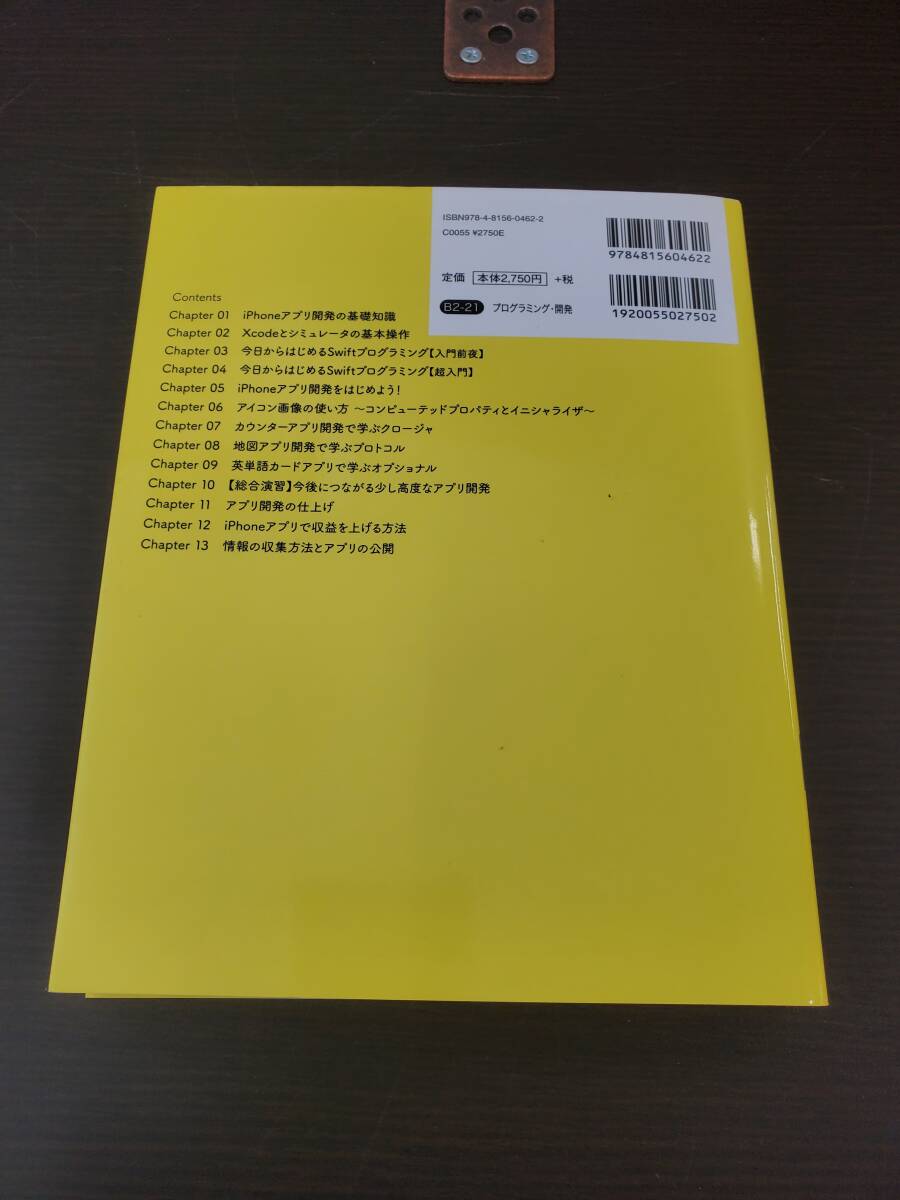 ISBN978-4-8156-0462-2
C0055 ¥2750E
9784815604622
定価 本体2,750円 +税
B2-21 プログラミング・開発
1920055027502
Contents
Chapter 01 iPhoneアプリ開発の基礎知識
Chapter 02 Xcodeとシミュレータの基本操作
Chapter 03 今日からはじめるSwiftプログラミング【入門前夜】
Chapter 04 今日からはじめるSwiftプログラミング【超入門】
Chapter 05 iPhoneアプリ開発をはじめよう!
Chapter 06 アイコン画像の使い方 〜コンピューテッドプロパティとイニシャライザ〜
Chapter 07 カウンターアプリ開発で学ぶクロージャ
Chapter 08 地図アプリ開発で学ぶプロトコル
Chapter 09 英単語カードアプリで学ぶオプショナル
Chapter 10 【総合演習】今後につながる少し高度なアプリ開発
Chapter 11 アプリ開発の仕上げ
Chapter 12 iPhoneアプリで収益を上げる方法
Chapter 13 情報の収集方法とアプリの公開